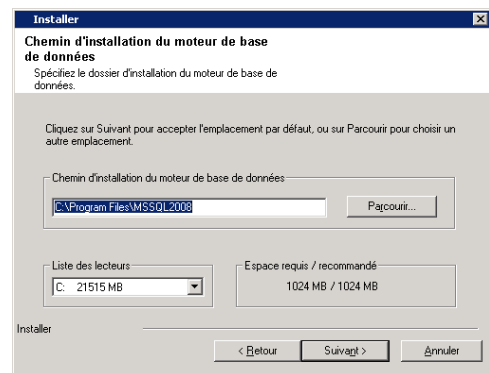 Installer
Chemin d'installation du moteur de base
de données
Spécifiez le dossier d'installation du moteur de base de
données.
Cliquez sur Suivant pour accepter l'emplacement par défaut, ou sur Parcourir pour choisir un
autre emplacement.
Chemin d'installation du moteur de base de données
C:\Program Files\MSSQL2008
Parcourir...
Liste des lecteurs
C: 21515 MB
Espace requis / recommandé
1024 MB / 1024 MB
Installer
< Retour
Suivant >
Annuler